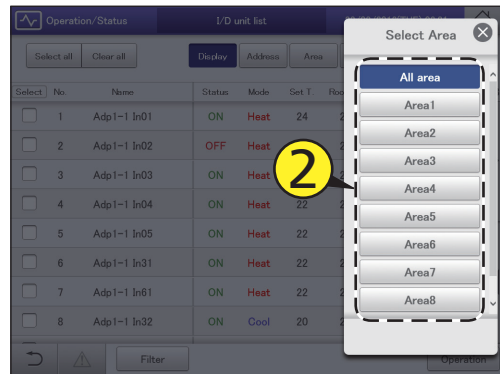 Operation/Status
I/D unit list
Select Area
Select all
Clear all
Display
Address
Area
Select
No.
Name
Status
Mode
Set T.
All area
Area1
Area2
Area3
Area4
Area5
Area6
Area7
Area8
1 Adp1-1 In01 ON Heat 24
2 Adp1-1 In02 OFF Heat
3 Adp1-1 In03 ON Heat
4 Adp1-1 In04 ON Heat 22
5 Adp1-1 In05 ON Heat 22
6 Adp1-1 In31 ON Heat 22
7 Adp1-1 In61 ON Heat 22
8 Adp1-1 In32 ON Cool 20
2
Filter
Operation